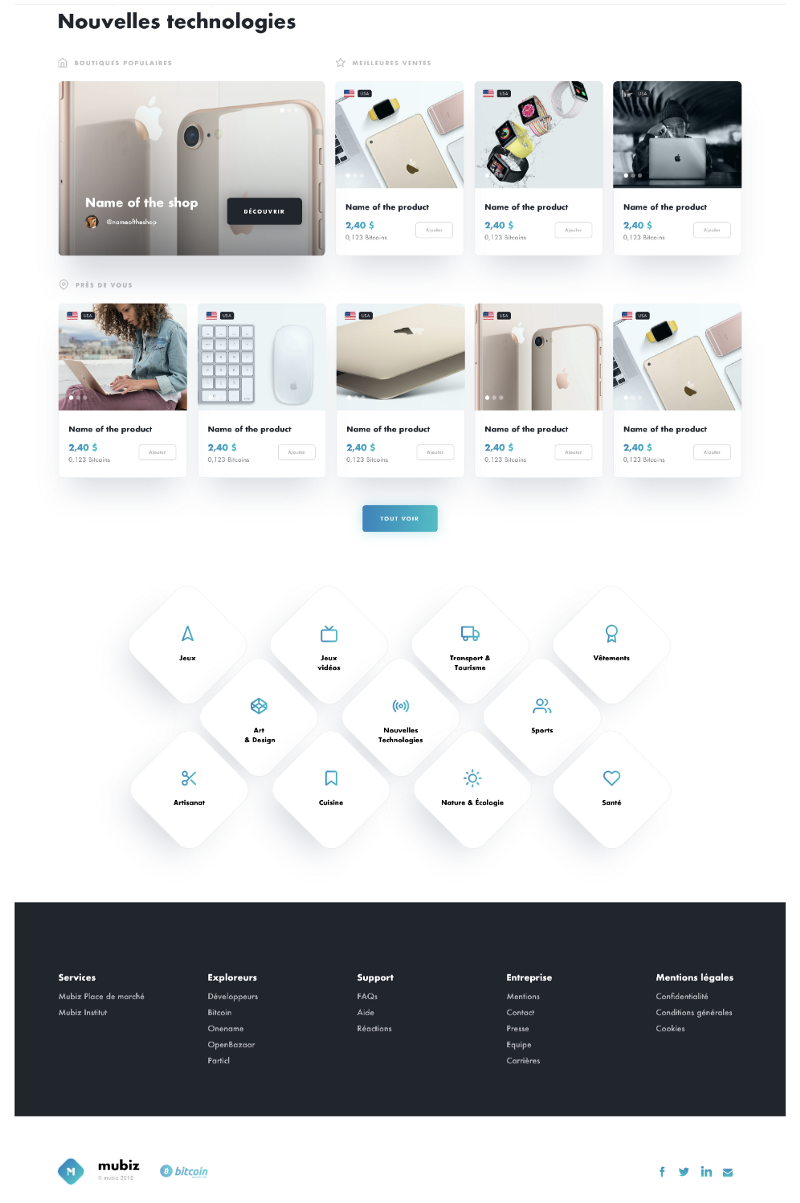 Nouvelles technologies
BOUTIQUES POPULAIRES
MEILLEURES VENTES
Name of the shop
@nameoftheshop
DÉCOUVRIR
USA
Name of the product
2,40 $
0,123 Bitcoins
Ajouter
USA
Name of the product
2,40 $
0,123 Bitcoins
Ajouter
USA
Name of the product
2,40 $
0,123 Bitcoins
Ajouter
PRÈS DE VOUS
USA
Name of the product
2,40 $
0,123 Bitcoins
Ajouter
USA
Name of the product
2,40 $
0,123 Bitcoins
Ajouter
USA
Name of the product
2,40 $
0,123 Bitcoins
Ajouter
USA
Name of the product
2,40 $
0,123 Bitcoins
Ajouter
USA
Name of the product
2,40 $
0,123 Bitcoins
Ajouter
TOUT VOIR
Jeux
Jeux
vidéos
Transport &
Tourisme
Vêtements
Art
& Design
Nouvelles
Technologies
Sports
Artisanat
Cuisine
Nature & Écologie
Santé
Services
Mubiz Place de marché
Mubiz Institut
Exploreurs
Développeurs
Bitcoin
Onename
OpenBazaar
Particl
Support
FAQs
Aide
Réactions
Entreprise
Mentions
Contact
Presse
Equipe
Carrières
Mentions légales
Confidentialité
Conditions générales
Cookies
M
mubiz
© mubiz 2018
bitcoin